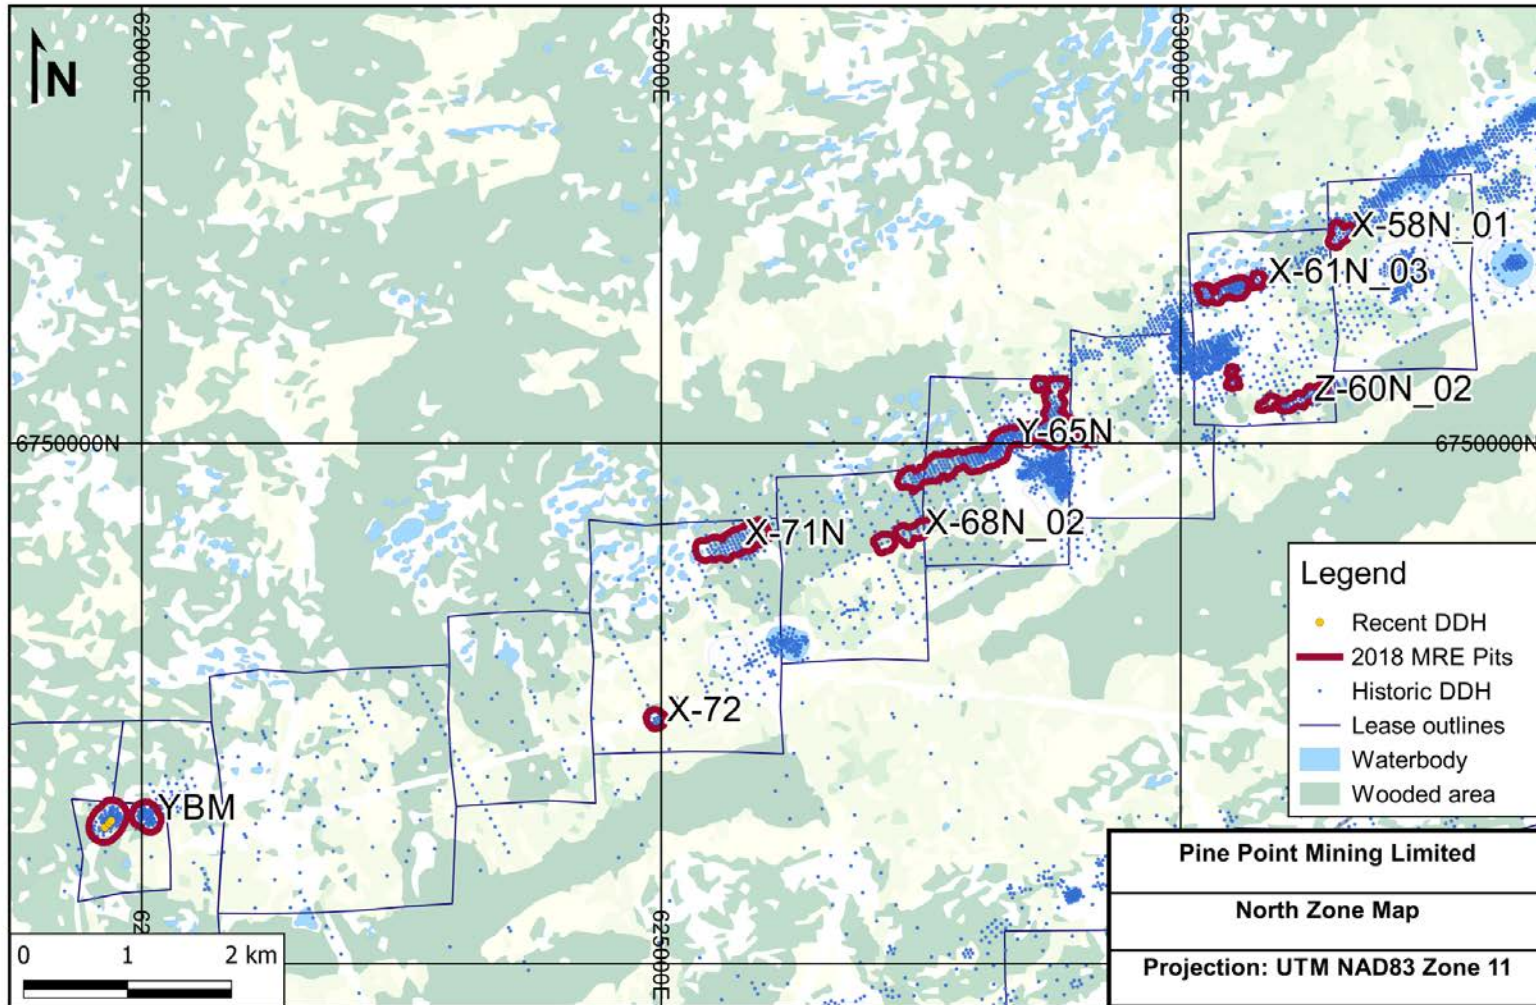 N
620000E
625000E
630000E
X-58N_01
X-61N_03
Z-60N_02
Y-65N
6750000N
6750000N
X-71N
X-68N_02
X-72
YBM
Legend
Recent DDH
2018 MRE Pits
Historic DDH
Lease outlines
Waterbody
Wooded area
Pine Point Mining Limited
North Zone Map
Projection: UTM NAD83 Zone 11
62
625000E
0 1 2 km